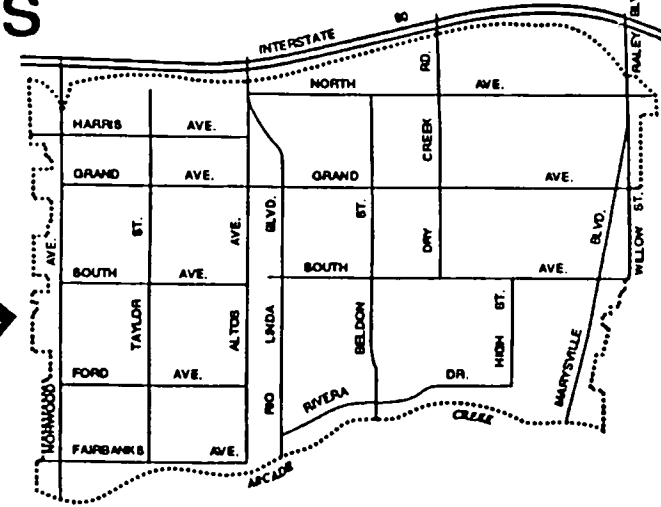 S
INTERSTATE 80
RALEY BL
NORTH AVE.
HARRIS AVE.
GRAND AVE. GRAND AVE.
SOUTH AVE. SOUTH AVE.
FORD AVE.
FAIRBANKS AVE.
NORWOOD AVE.
TAYLOR ST.
ALTOS AVE.
RIO LINDA BLVD.
BELDON ST.
DRY CREEK RD.
HIGH ST.
MARYSVILLE BLVD.
WILLOW ST.
RIVERA DR.
ARCADE CREEK